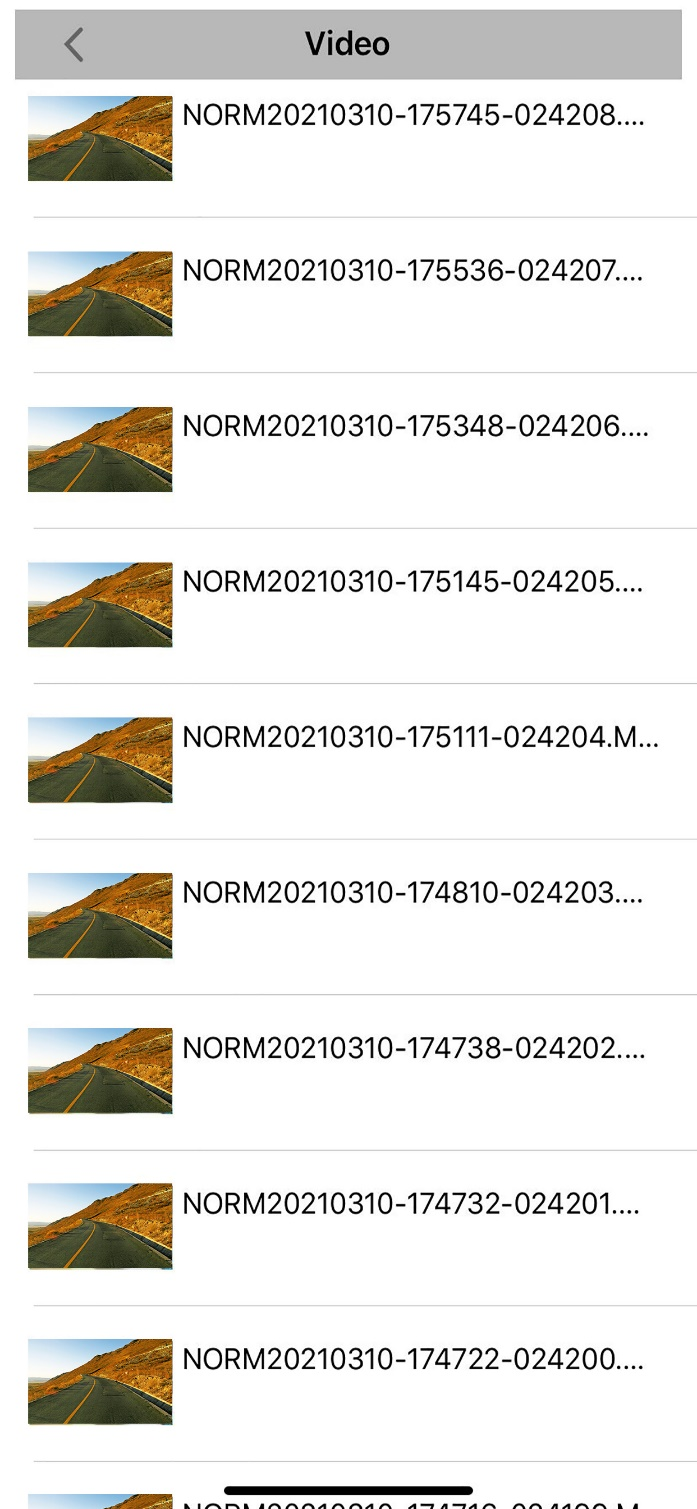 Video
NORM20210310-175745-024208....
NORM20210310-175536-024207....
NORM20210310-175348-024206....
NORM20210310-175145-024205....
NORM20210310-175111-024204.M...
NORM20210310-174810-024203....
NORM20210310-174738-024202....
NORM20210310-174732-024201....
NORM20210310-174722-024200....